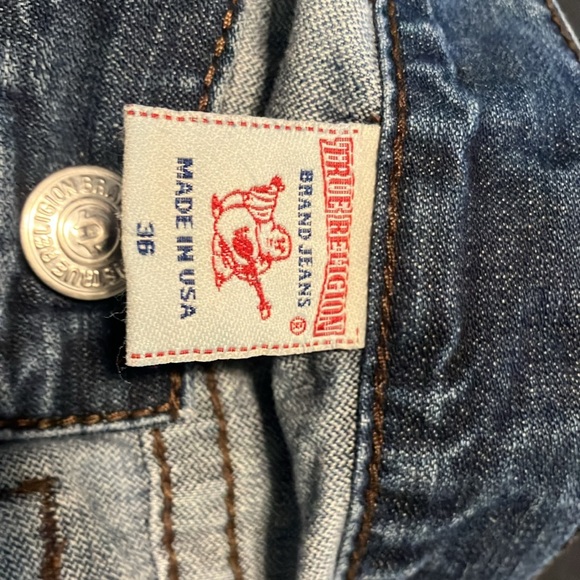 TRUE RELIGION
BRAND JEANS
®
MADE IN USA
36
TRUE RELIGION BRAND